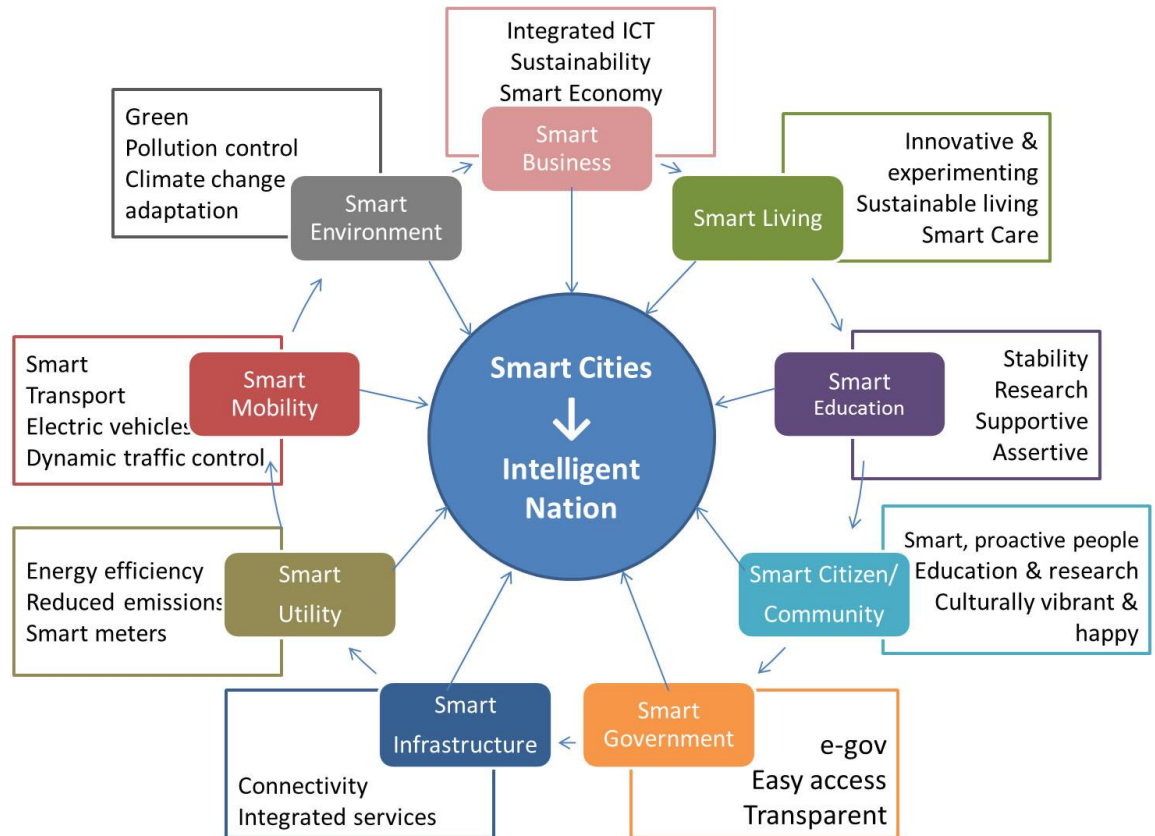 Integrated ICT
Sustainability
Smart Economy
Smart
Business
Green
Pollution control
Climate change
adaptation
Smart
Environment
Innovative &
experimenting
Sustainable living
Smart Care
Smart Living
Smart Cities
Intelligent
Nation
Smart
Transport
Electric vehicles
Dynamic traffic control
Smart
Mobility
Smart
Education
Stability
Research
Supportive
Assertive
Energy efficiency
Reduced emissions
Smart meters
Smart
Utility
Smart Citizen/
Community
Smart, proactive people
Education & research
Culturally vibrant &
happy
Smart
Infrastructure
Connectivity
Integrated services
Smart
Government
e-gov
Easy access
Transparent